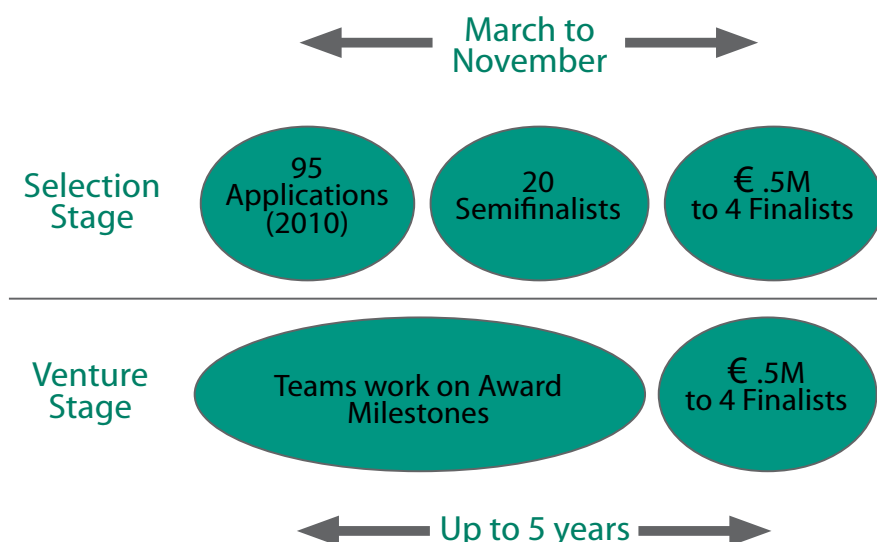 March to
November
Selection
Stage
95
Applications
(2010)
20
Semifinalists
€ .5M
to 4 Finalists
Venture
Stage
Teams work on Award
Milestones
€ .5M
to 4 Finalists
Up to 5 years